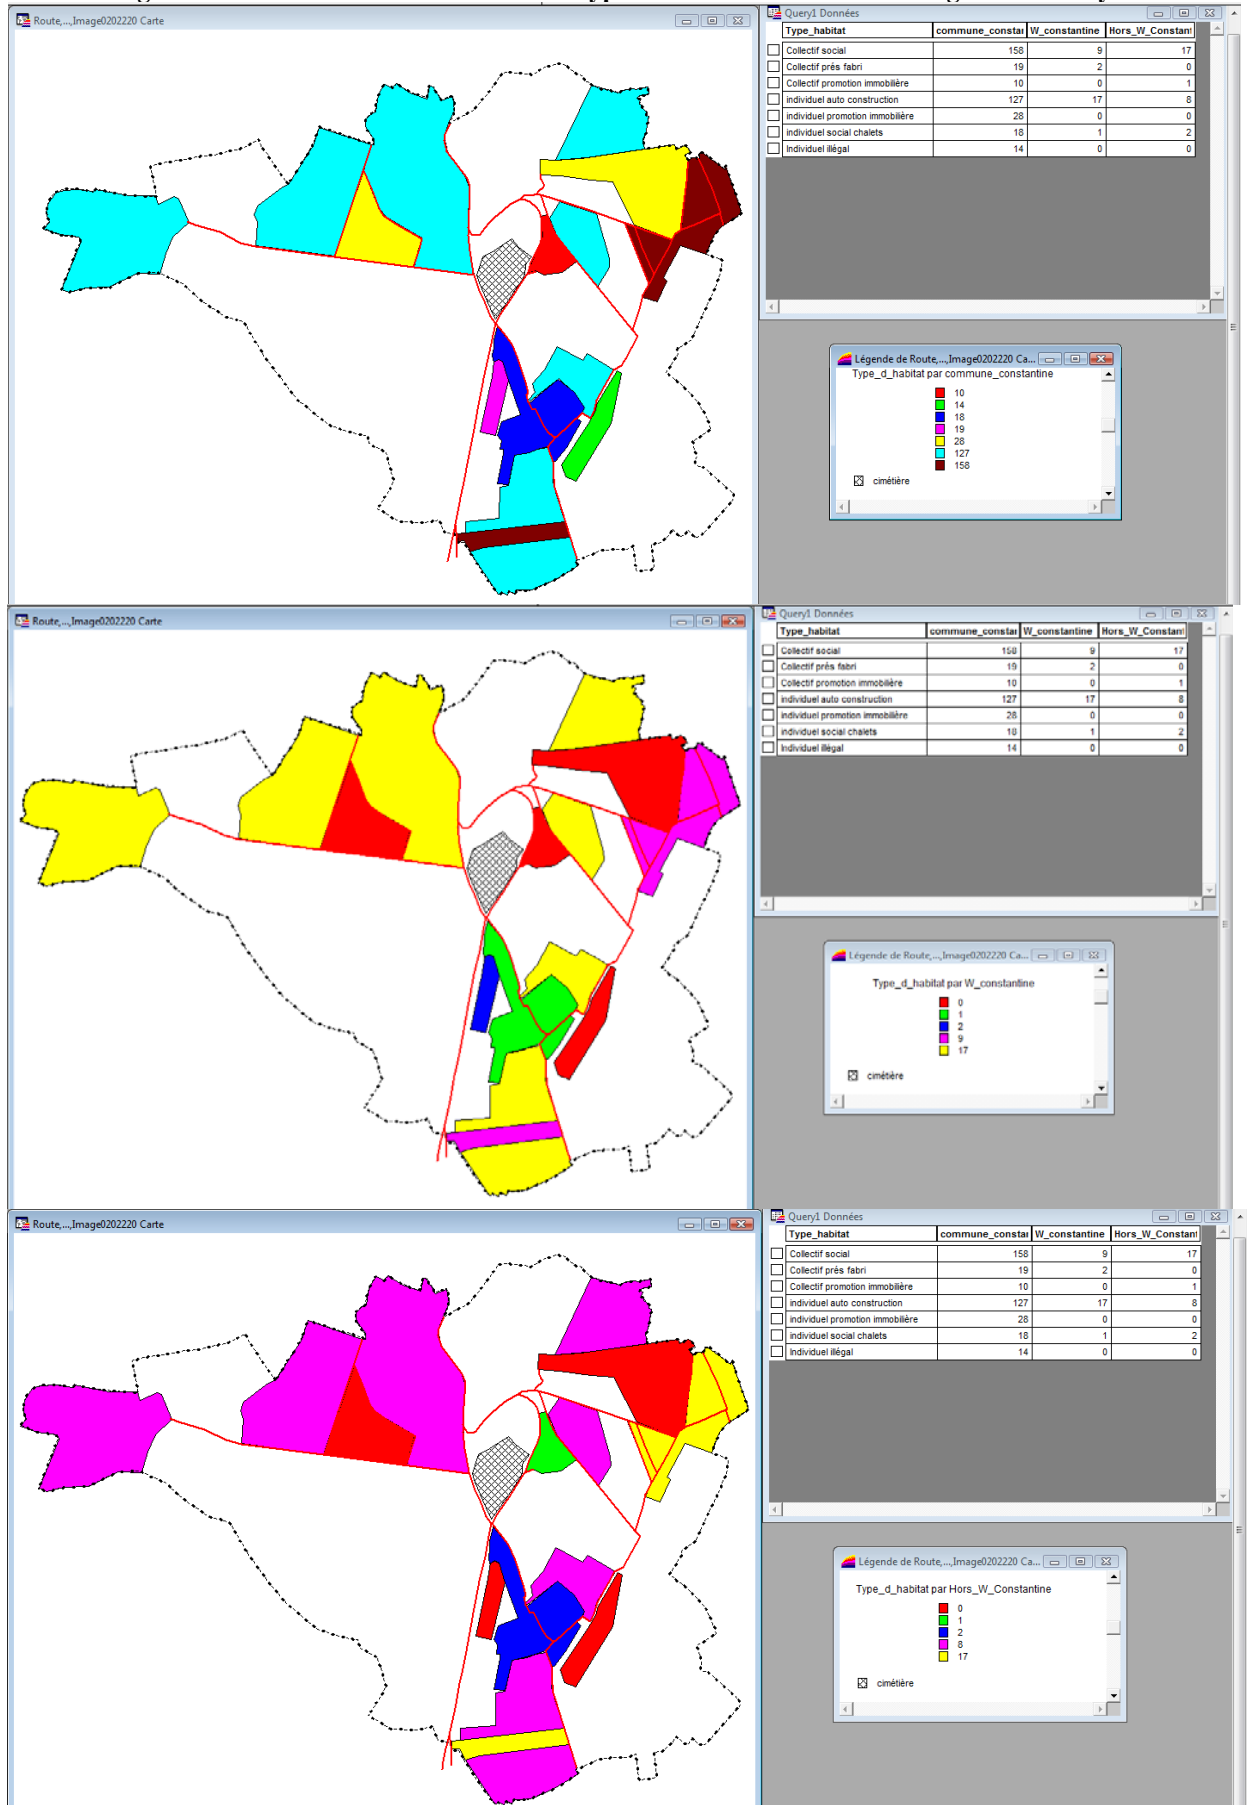 Route,...,Image0202220 Carte
Query1 Données
Type_habitat commune_constai W_constantine Hors_W_Constant
Collectif social 158 9 17
Collectif prés fabri 19 2 0
Collectif promotion immobilière 10 0 1
individuel auto construction 127 17 8
individuel promotion immobilière 28 0 0
individuel social chalets 18 1 2
Individuel illégal 14 0 0
Légende de Route,...,Image0202220 Ca...
Type_d_habitat par commune_constantine
10
14
18
19
28
127
158
cimétière
Route,...,Image0202220 Carte
Query1 Données
Type_habitat commune_constai W_constantine Hors_W_Constant
Collectif social 158 9 17
Collectif prés fabri 19 2 0
Collectif promotion immobilière 10 0 1
individuel auto construction 127 17 8
individuel promotion immobilière 28 0 0
individuel social chalets 18 1 2
Individuel illégal 14 0 0
Légende de Route,...,Image0202220 Ca...
Type_d_habitat par W_constantine
0
1
2
9
17
cimétière
Route,...,Image0202220 Carte
Query1 Données
Type_habitat commune_constai W_constantine Hors_W_Constant
Collectif social 158 9 17
Collectif prés fabri 19 2 0
Collectif promotion immobilière 10 0 1
individuel auto construction 127 17 8
individuel promotion immobilière 28 0 0
individuel social chalets 18 1 2
Individuel illégal 14 0 0
Légende de Route,...,Image0202220 Ca...
Type_d_habitat par Hors_W_Constantine
0
1
2
8
17
cimétière